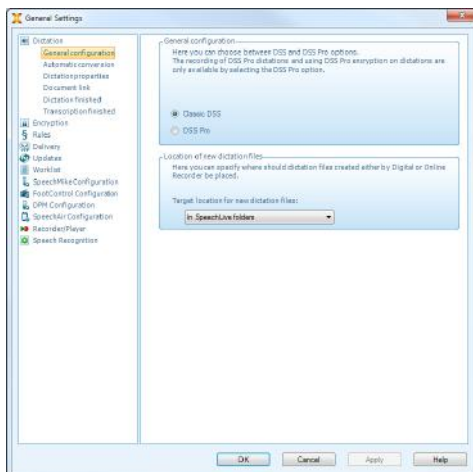 General Settings
Dictation
General configuration
Automatic conversion
Dictation properties
Document link
Dictation finished
Transcription finished
Encryption
Rules
Delivery
Updates
Worklist
SpeechMike Configuration
FootControl Configuration
DPM Configuration
SpeechAir Configuration
Recorder/Player
Speech Recognition
General configuration
Here you can choose between DSS and DSS Pro options.
The recording of DSS Pro dictations and using DSS Pro encryption on dictations are
only available by selecting the DSS Pro option.
Classic DSS
DSS Pro
Location of new dictation files
Here you can specify where should dictation files created either by Digital or Online
Recorder be placed.
Target location for new dictation files:
In SpeechLive folders
OK Cancel Apply Help